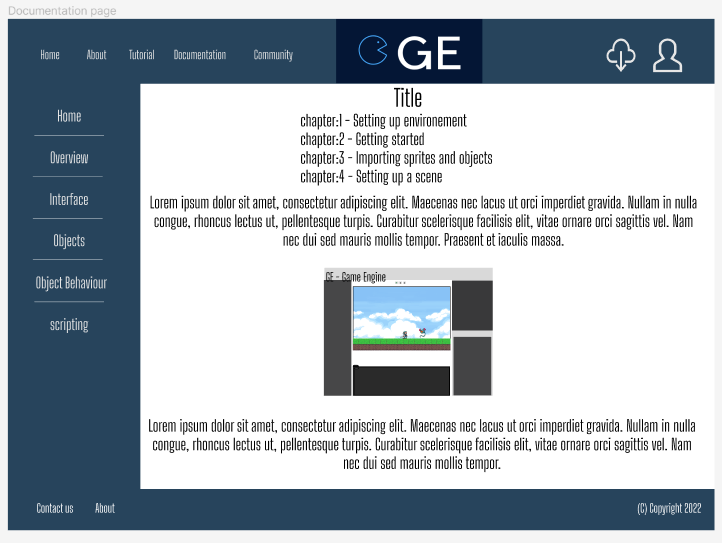 Documentation page
Home About Tutorial Documentation Community GE
Home
Overview
Interface
Objects
Object Behaviour
scripting
Title
chapter:1 - Setting up environement
chapter:2 - Getting started
chapter:3 - Importing sprites and objects
chapter:4 - Setting up a scene
Lorem ipsum dolor sit amet, consectetur adipiscing elit. Maecenas nec lacus ut orci imperdiet gravida. Nullam in nulla
congue, rhoncus lectus ut, pellentesque turpis. Curabitur scelerisque facilisis elit, vitae ornare orci sagittis vel. Nam
nec dui sed mauris mollis tempor. Praesent et iaculis massa.
GE - Game Engine
Lorem ipsum dolor sit amet, consectetur adipiscing elit. Maecenas nec lacus ut orci imperdiet gravida. Nullam in nulla
congue, rhoncus lectus ut, pellentesque turpis. Curabitur scelerisque facilisis elit, vitae ornare orci sagittis vel. Nam
nec dui sed mauris mollis tempor.
Contact us About (C) Copyright 2022